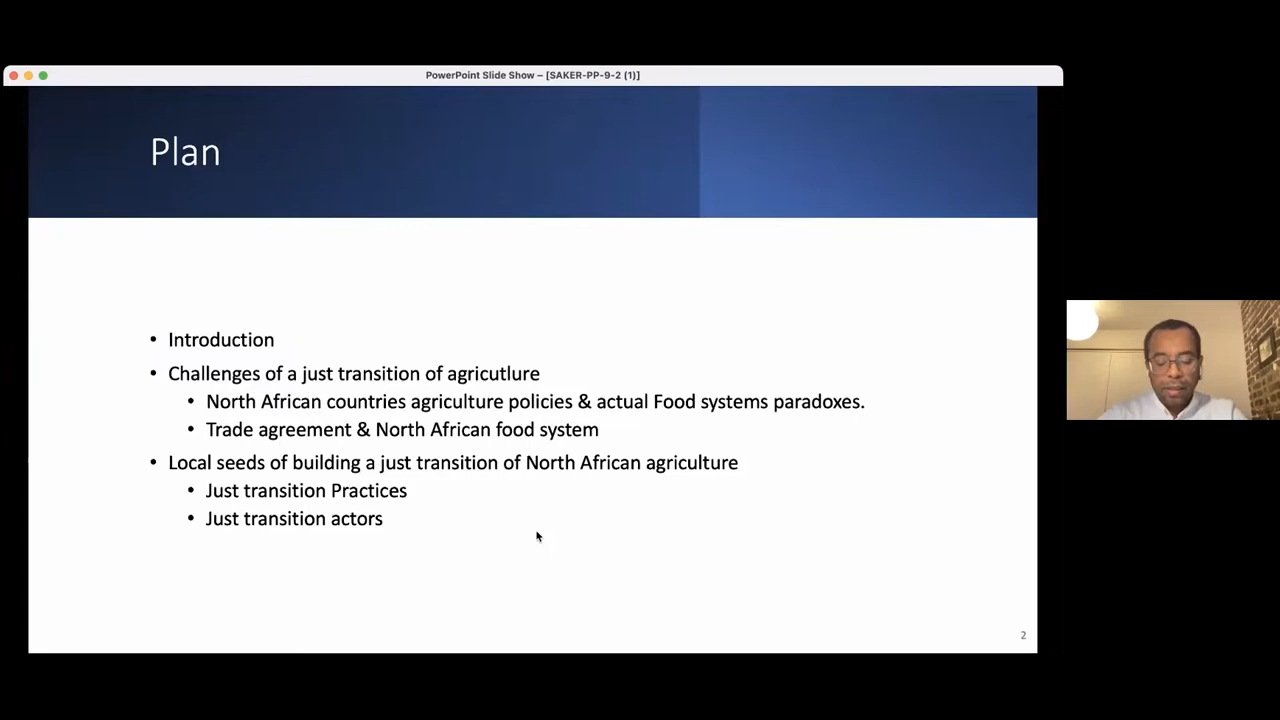 PowerPoint Slide Show – [SAKER-PP-9-2 (1)]
Plan
• Introduction
• Challenges of a just transition of agricutlure
• North African countries agriculture policies & actual Food systems paradoxes.
• Trade agreement & North African food system
• Local seeds of building a just transition of North African agriculture
• Just transition Practices
• Just transition actors
2